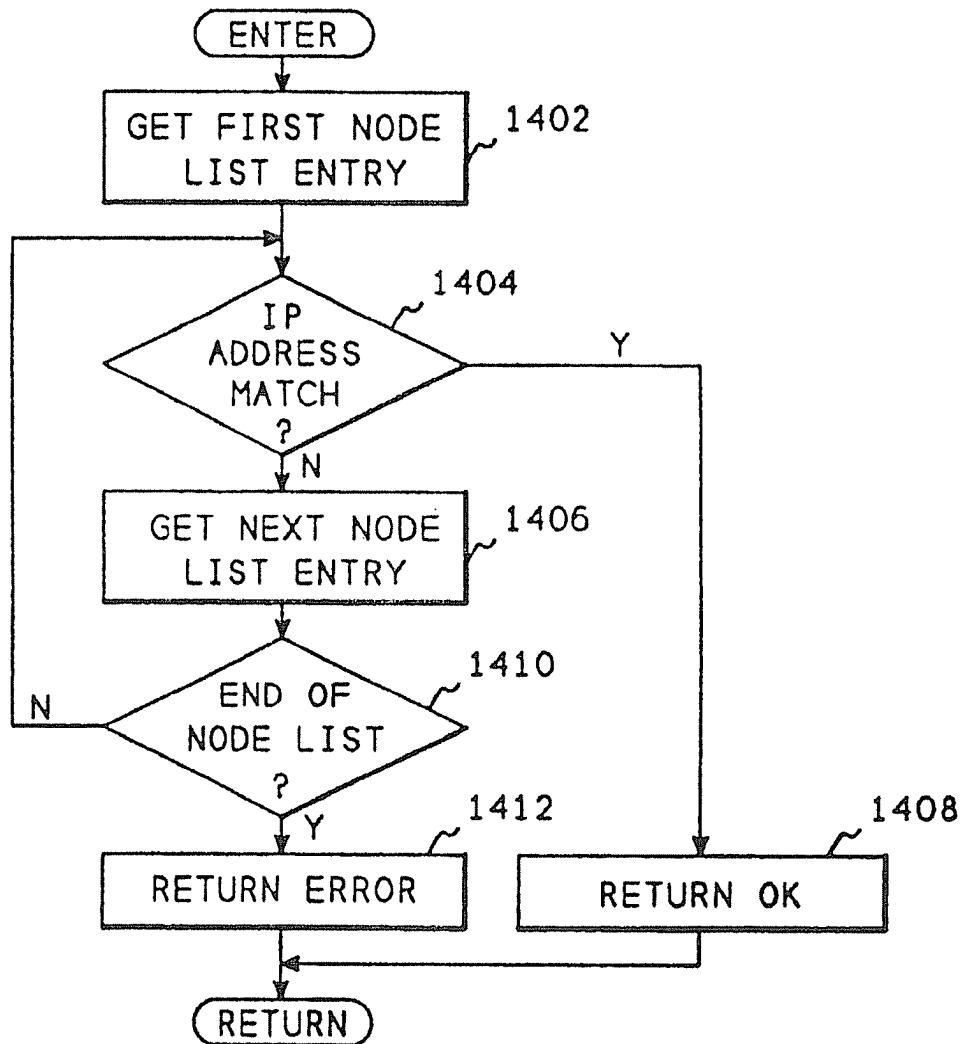 ENTER
GET FIRST NODE
LIST ENTRY
1402
IP
ADDRESS
MATCH
?
1404
Y
N
GET NEXT NODE
LIST ENTRY
1406
END OF
NODE LIST
?
1410
N
Y
RETURN ERROR
1412
RETURN OK
1408
RETURN